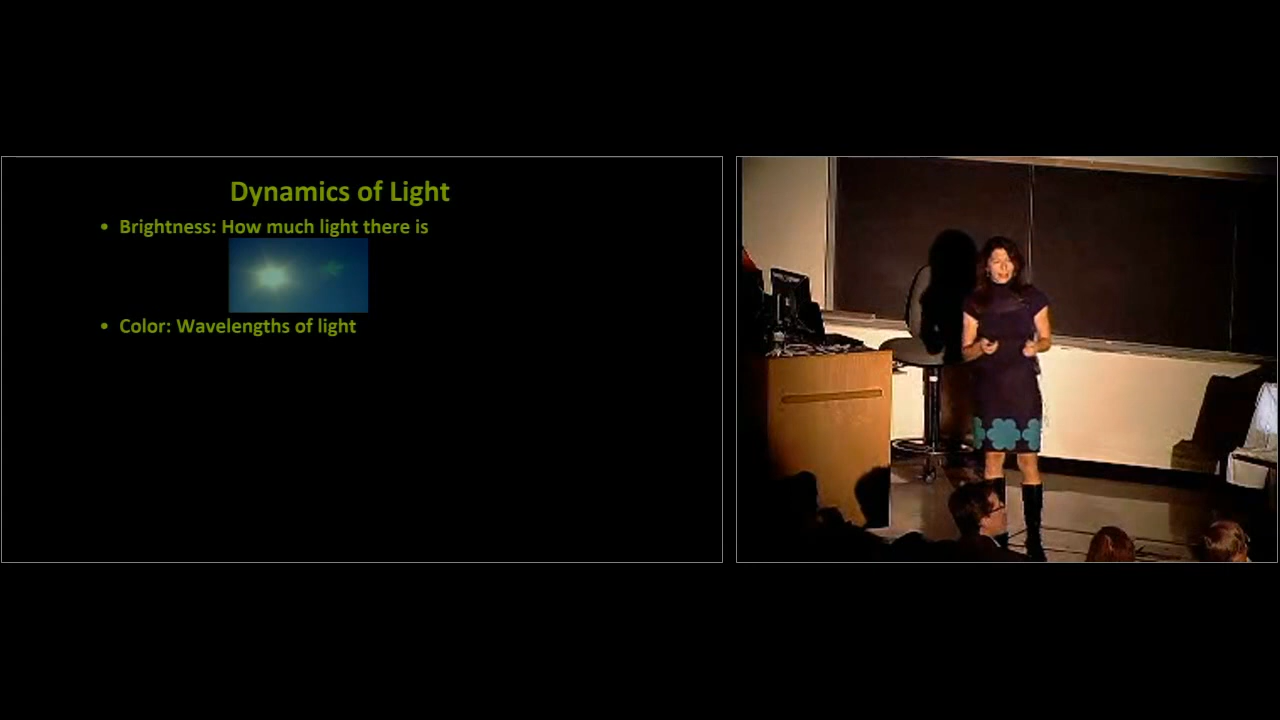 Dynamics of Light
• Brightness: How much light there is
• Color: Wavelengths of light